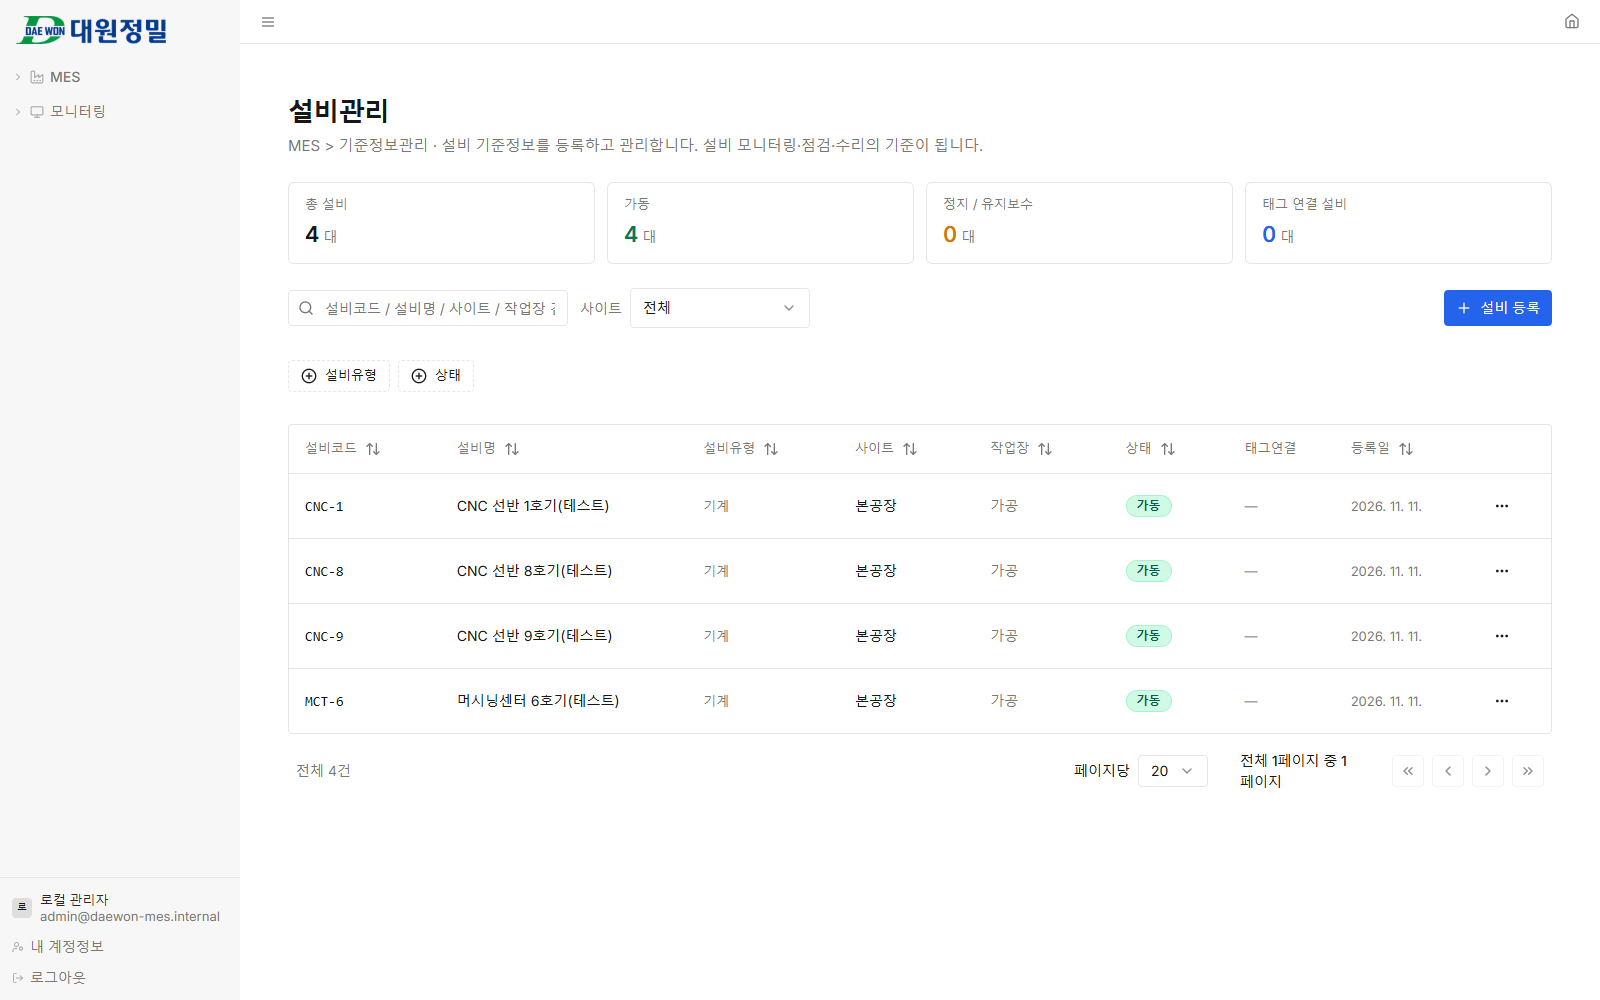 DAE WON 대원정밀
MES
모니터링
설비관리
MES > 기준정보관리 · 설비 기준정보를 등록하고 관리합니다. 설비 모니터링·점검·수리의 기준이 됩니다.
총 설비
4 대
가동
4 대
정지 / 유지보수
0 대
태그 연결 설비
0 대
설비코드 / 설비명 / 사이트 / 작업장
사이트
전체
+ 설비 등록
설비유형
상태
설비코드 설비명 설비유형 사이트 작업장 상태 태그연결 등록일
CNC-1 CNC 선반 1호기(테스트) 기계 본공장 가공 가동 — 2026. 11. 11.
CNC-8 CNC 선반 8호기(테스트) 기계 본공장 가공 가동 — 2026. 11. 11.
CNC-9 CNC 선반 9호기(테스트) 기계 본공장 가공 가동 — 2026. 11. 11.
MCT-6 머시닝센터 6호기(테스트) 기계 본공장 가공 가동 — 2026. 11. 11.
전체 4건
페이지당 20
전체 1페이지 중 1
페이지
로
로컬 관리자
admin@daewon-mes.internal
내 계정정보
로그아웃